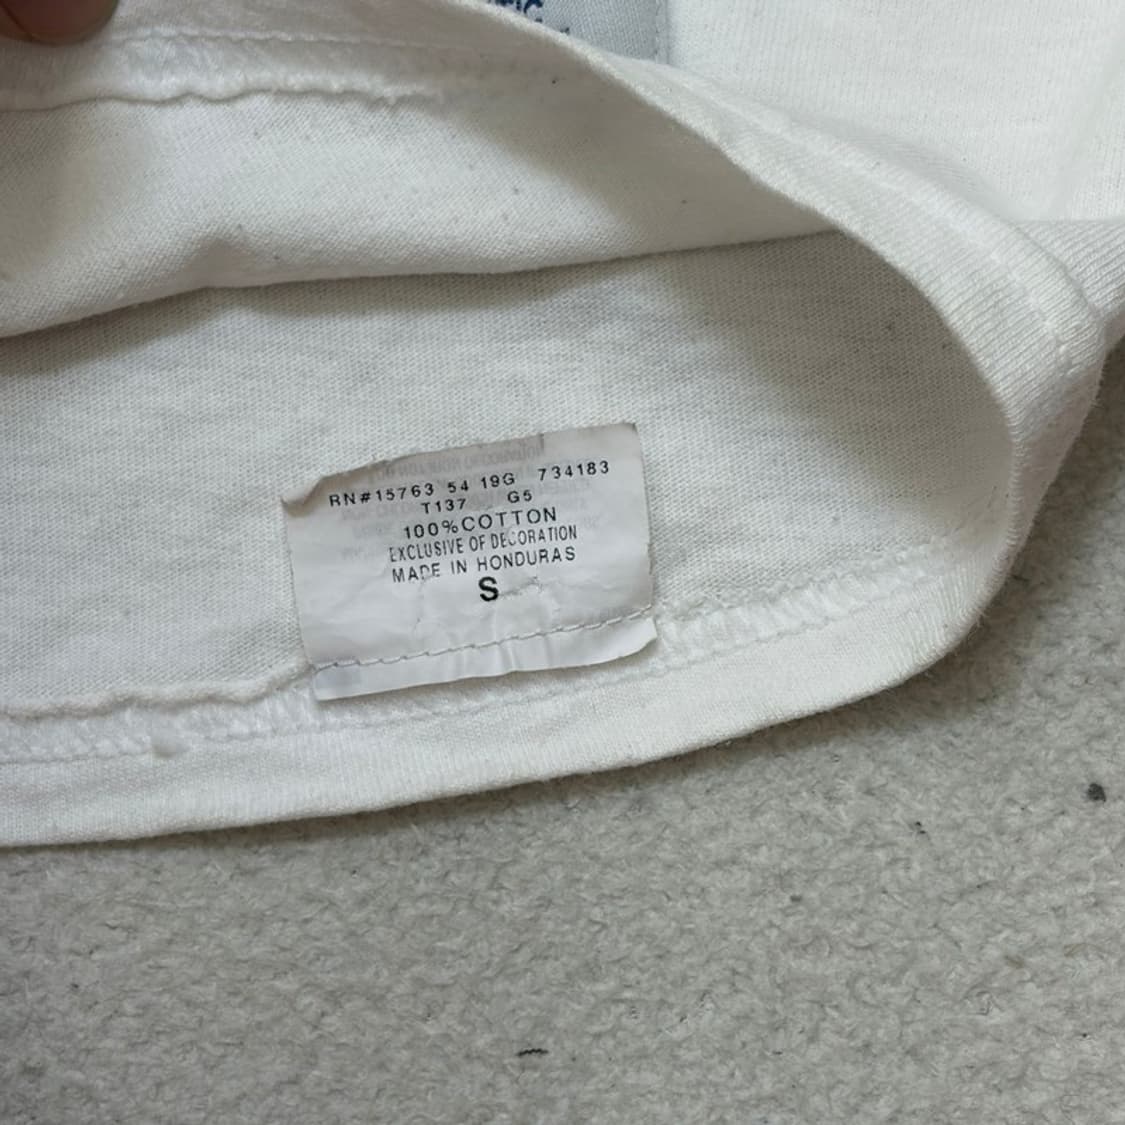 RN#15763 54 19G 734183
T137 G5
100%COTTON
EXCLUSIVE OF DECORATION
MADE IN HONDURAS
S